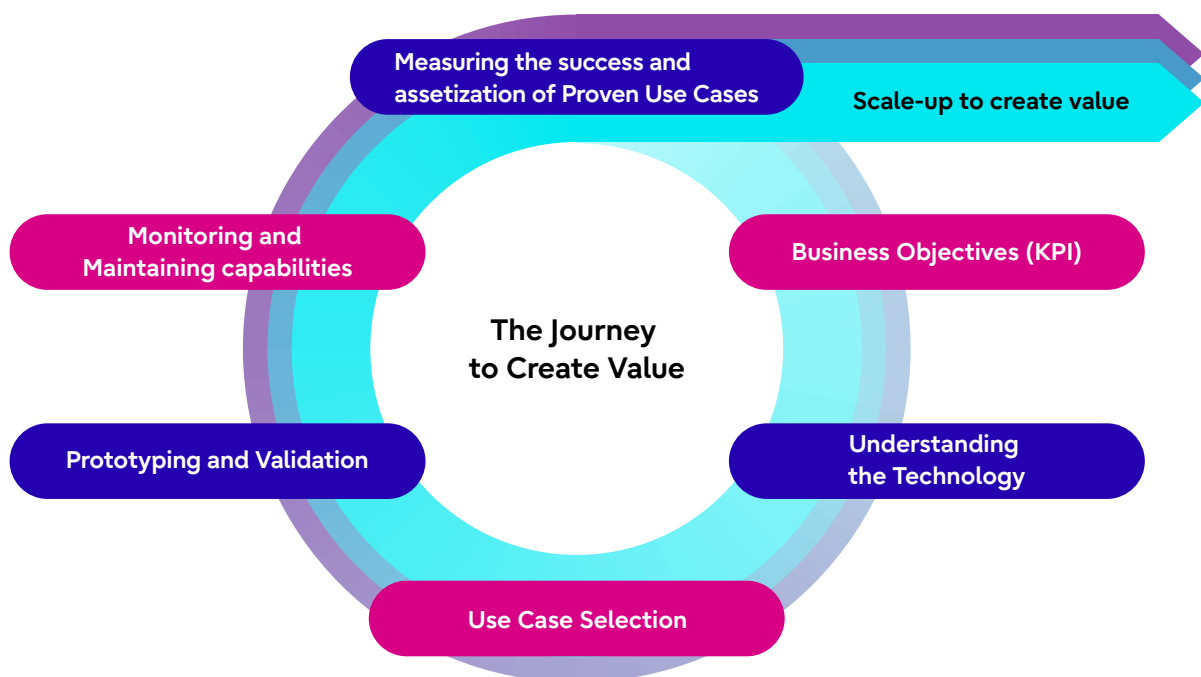 Measuring the success and
assetization of Proven Use Cases
Scale-up to create value
Monitoring and
Maintaining capabilities
Business Objectives (KPI)
The Journey
to Create Value
Prototyping and Validation
Understanding
the Technology
Use Case Selection